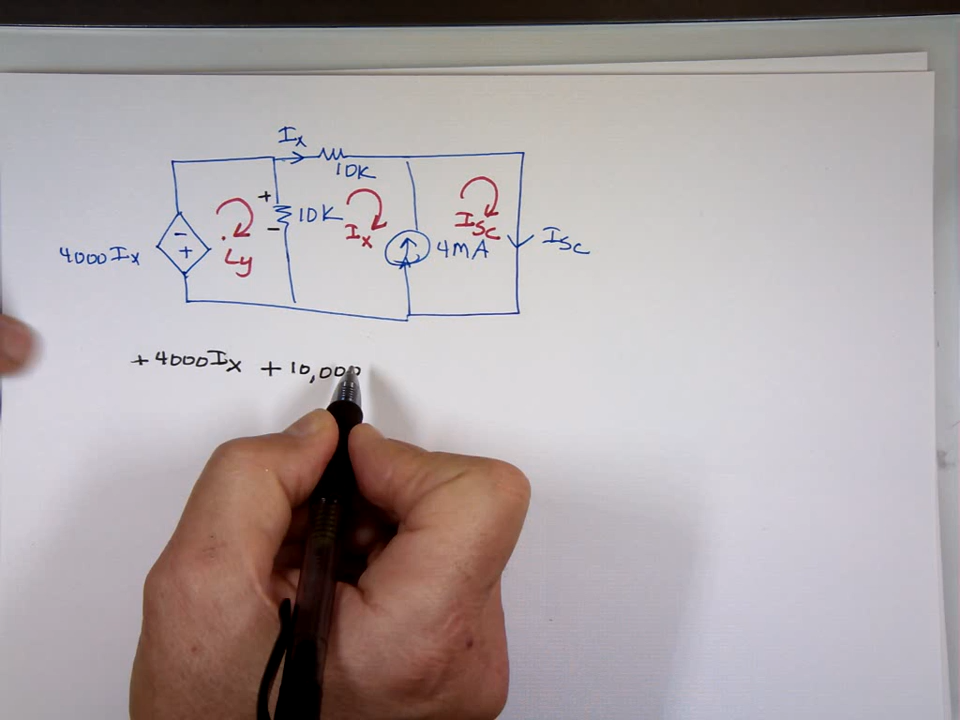 Ix
10K
+
10K
−
−
+
4000Ix
Iy
Ix
4mA
Isc
Isc
+4000Ix +10,000